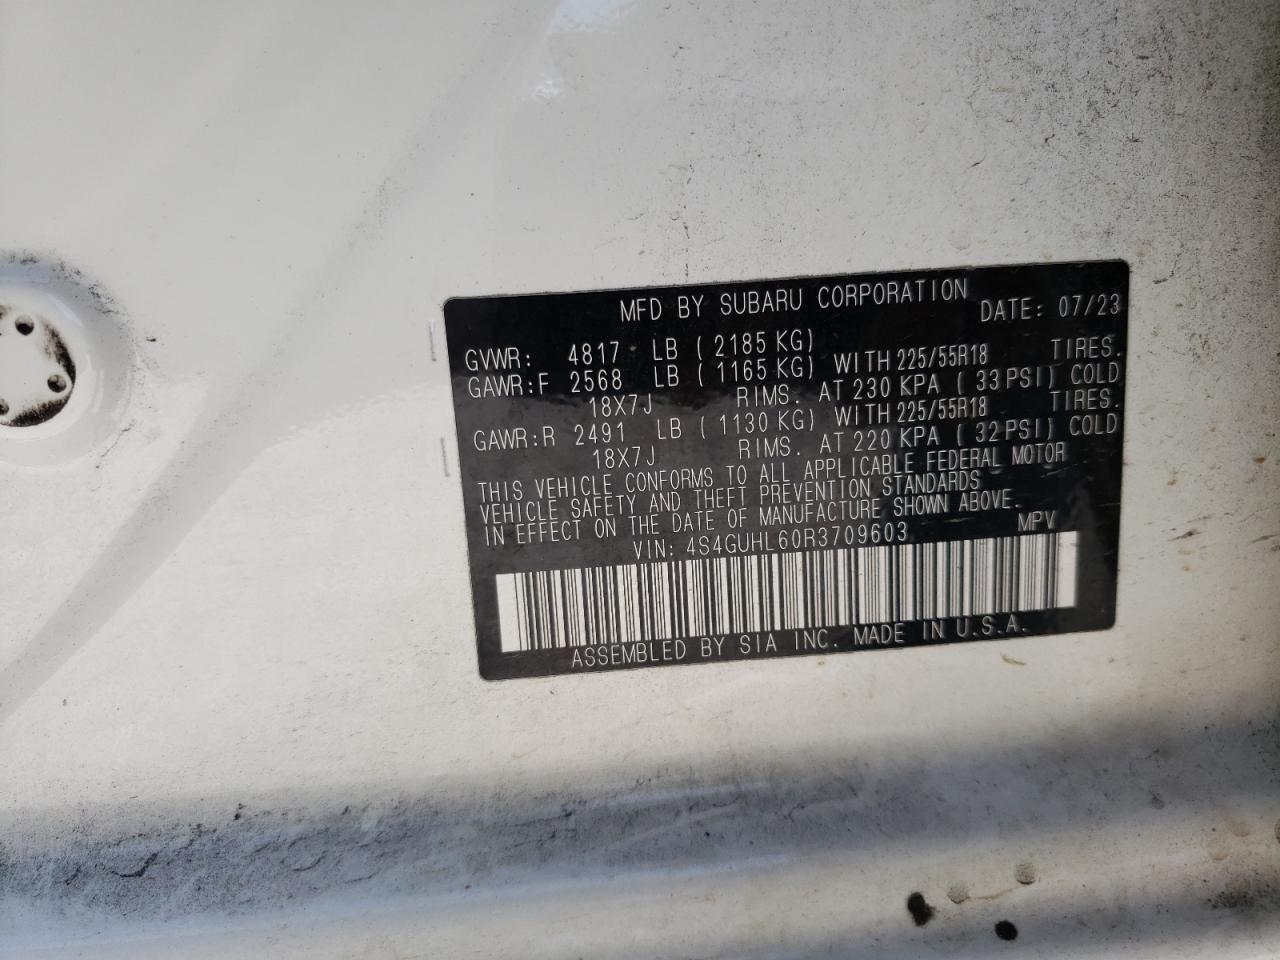 MFD BY SUBARU CORPORATION DATE: 07/23
GVWR: 4817 LB ( 2185 KG)
GAWR:F 2568 LB ( 1165 KG) WITH 225/55R18 TIRES.
18X7J RIMS. AT 230 KPA ( 33 PSI) COLD
GAWR:R 2491 LB ( 1130 KG) WITH 225/55R18 TIRES.
18X7J RIMS. AT 220 KPA ( 32 PSI) COLD
THIS VEHICLE CONFORMS TO ALL APPLICABLE FEDERAL MOTOR
VEHICLE SAFETY AND THEFT PREVENTION STANDARDS
IN EFFECT ON THE DATE OF MANUFACTURE SHOWN ABOVE.
VIN: 4S4GUHL60R3709603 MPV
ASSEMBLED BY SIA INC. MADE IN U.S.A.